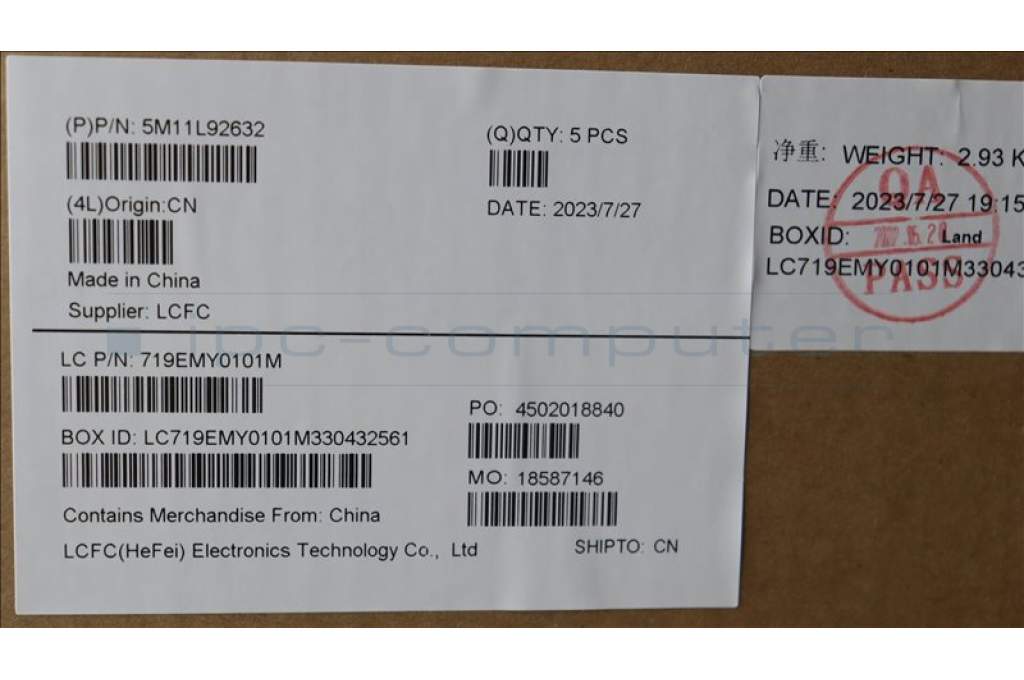 (P)P/N: 5M11L92632
(Q)QTY: 5 PCS
(4L)Origin:CN
DATE: 2023/7/27
Made in China
Supplier: LCFC
LC P/N: 719EMY0101M
PO: 4502018840
BOX ID: LC719EMY0101M330432561
MO: 18587146
Contains Merchandise From: China
LCFC(HeFei) Electronics Technology Co., Ltd
SHIPTO: CN
净重: WEIGHT: 2.93 K
DATE: 2023/7/27 19:15
BOXID: Land
LC719EMY0101M33043
QA
PASS
ipc-computer